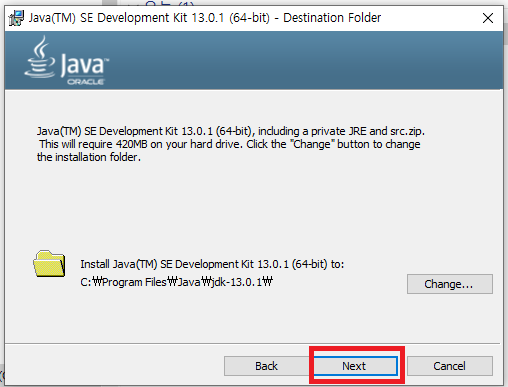 Java(TM) SE Development Kit 13.0.1 (64-bit) - Destination Folder
Java™
ORACLE
Java(TM) SE Development Kit 13.0.1 (64-bit), including a private JRE and src.zip.
This will require 420MB on your hard drive. Click the "Change" button to change
the installation folder.
Install Java(TM) SE Development Kit 13.0.1 (64-bit) to:
C:₩Program Files₩Java₩jdk-13.0.1₩
Change...
Back
Next
Cancel